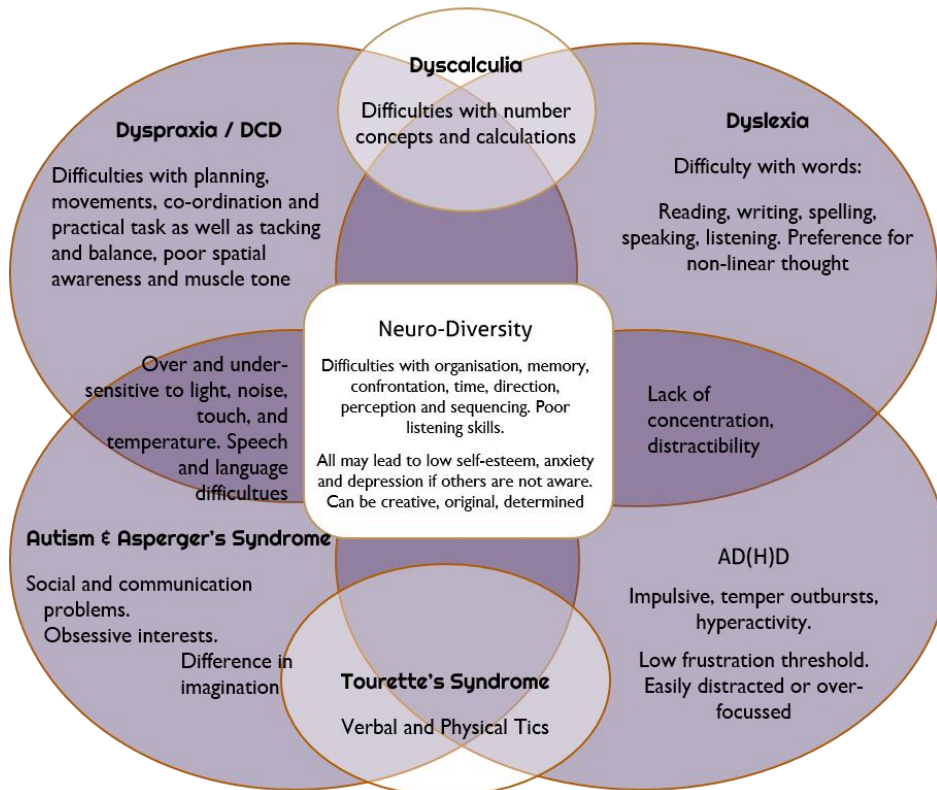 Dyscalculia
Difficulties with number
concepts and calculations
Dyspraxia / DCD
Difficulties with planning,
movements, co-ordination and
practical task as well as tacking
and balance, poor spatial
awareness and muscle tone
Dyslexia
Difficulty with words:
Reading, writing, spelling,
speaking, listening. Preference for
non-linear thought
Neuro-Diversity
Difficulties with organisation, memory,
confrontation, time, direction,
perception and sequencing. Poor
listening skills.
All may lead to low self-esteem, anxiety
and depression if others are not aware.
Can be creative, original, determined
Over and under-
sensitive to light, noise,
touch, and
temperature. Speech
and language
difficultues
Lack of
concentration,
distractibility
Autism & Asperger's Syndrome
Social and communication
problems.
Obsessive interests.
Difference in
imagination
AD(H)D
Impulsive, temper outbursts,
hyperactivity.
Low frustration threshold.
Easily distracted or over-
focussed
Tourette's Syndrome
Verbal and Physical Tics